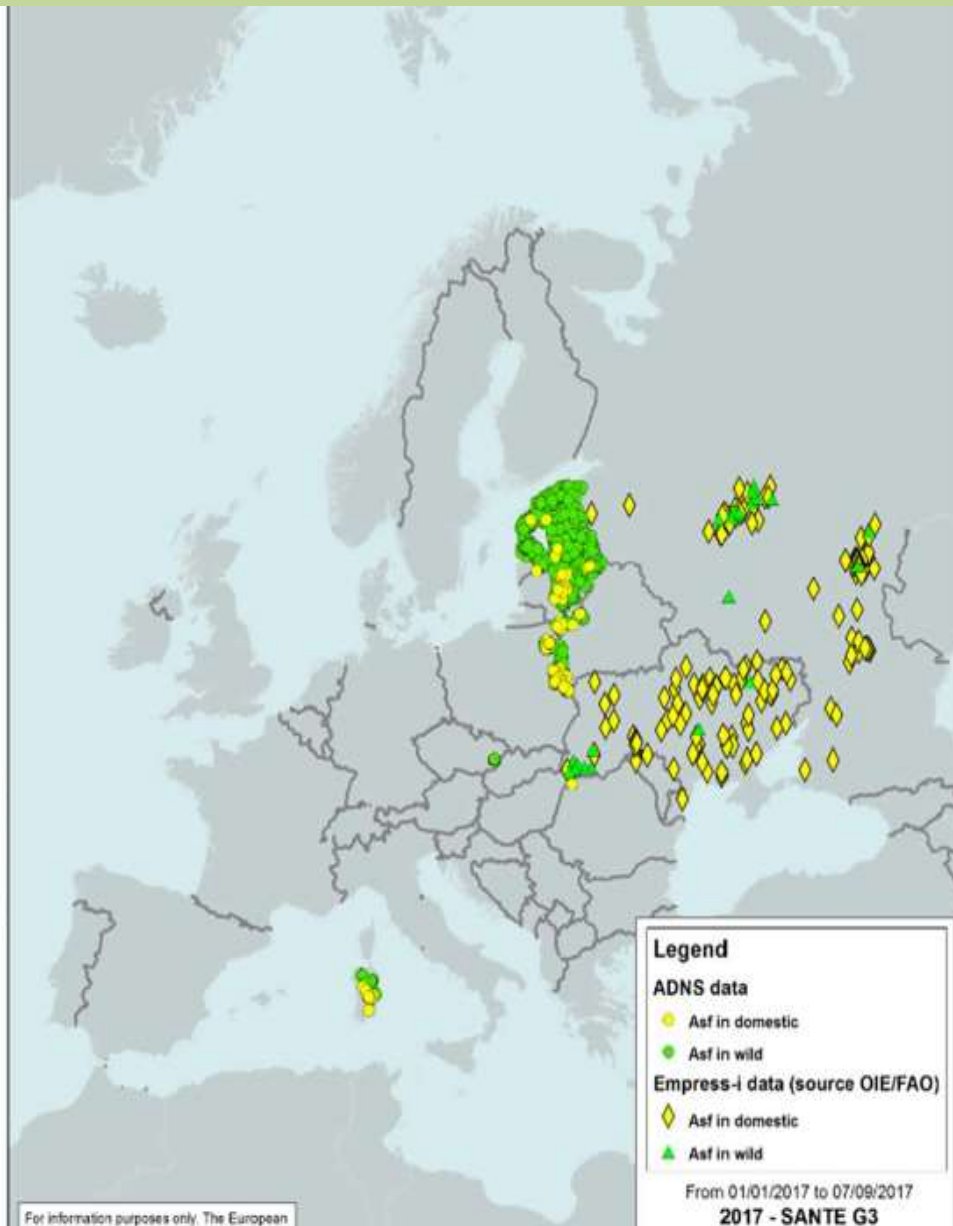 Legend
ADNS data
Asf in domestic
Asf in wild
Empress-i data (source OIE/FAO)
Asf in domestic
Asf in wild
From 01/01/2017 to 07/09/2017
2017 - SANTE G3
For information purposes only. The European